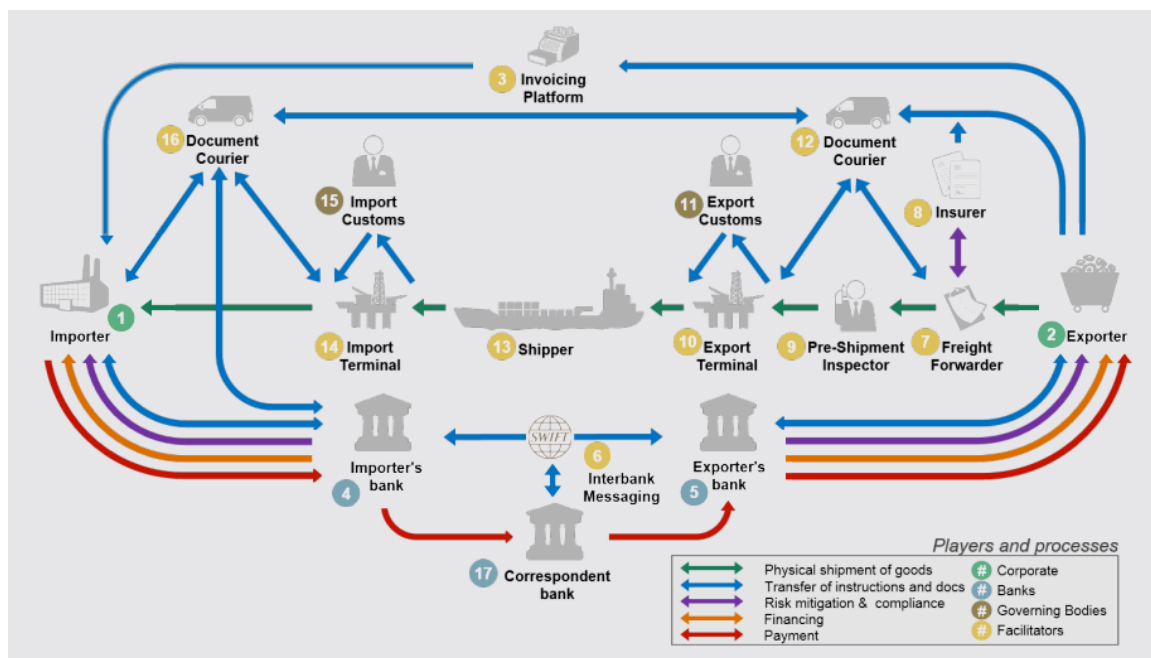 3 Invoicing
Platform
16 Document
Courier
12 Document
Courier
15 Import
Customs
11 Export
Customs
8 Insurer
1
Importer
14 Import
Terminal
13 Shipper
10 Export
Terminal
9 Pre-Shipment
Inspector
7 Freight
Forwarder
2 Exporter
SWIFT
6 Interbank
Messaging
Importer's
bank
4
Exporter's
bank
5
17 Correspondent
bank
Players and processes
Physical shipment of goods
Transfer of instructions and docs
Risk mitigation & compliance
Financing
Payment
# Corporate
# Banks
# Governing Bodies
# Facilitators